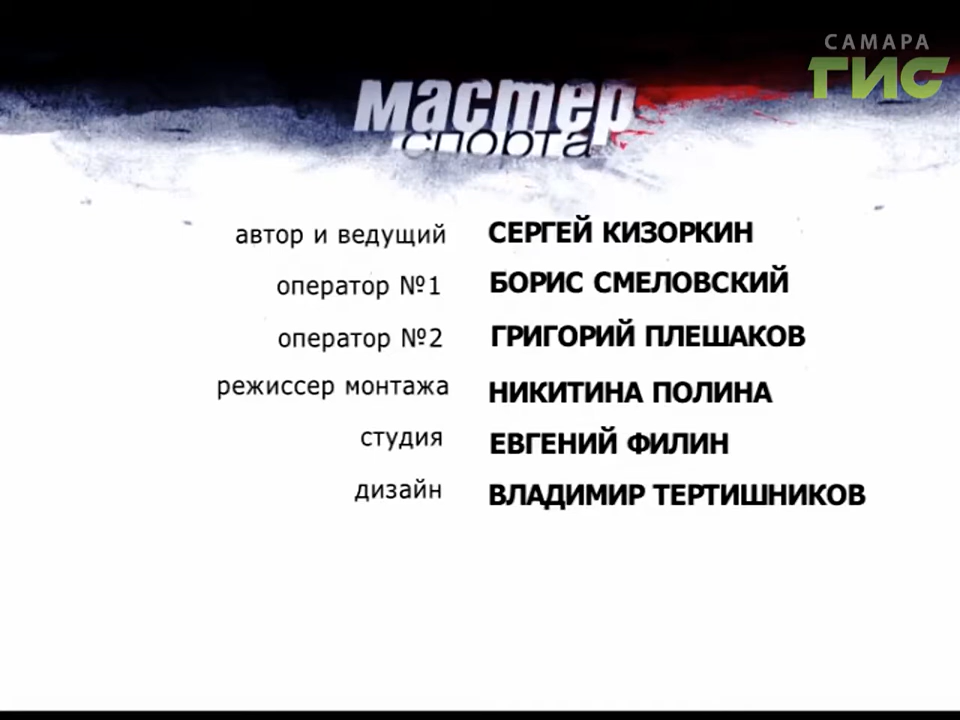 САМАРА
ГИС
мастер
спорта
автор и ведущий СЕРГЕЙ КИЗОРКИН
оператор №1 БОРИС СМЕЛОВСКИЙ
оператор №2 ГРИГОРИЙ ПЛЕШАКОВ
режиссер монтажа НИКИТИНА ПОЛИНА
студия ЕВГЕНИЙ ФИЛИН
дизайн ВЛАДИМИР ТЕРТИШНИКОВ